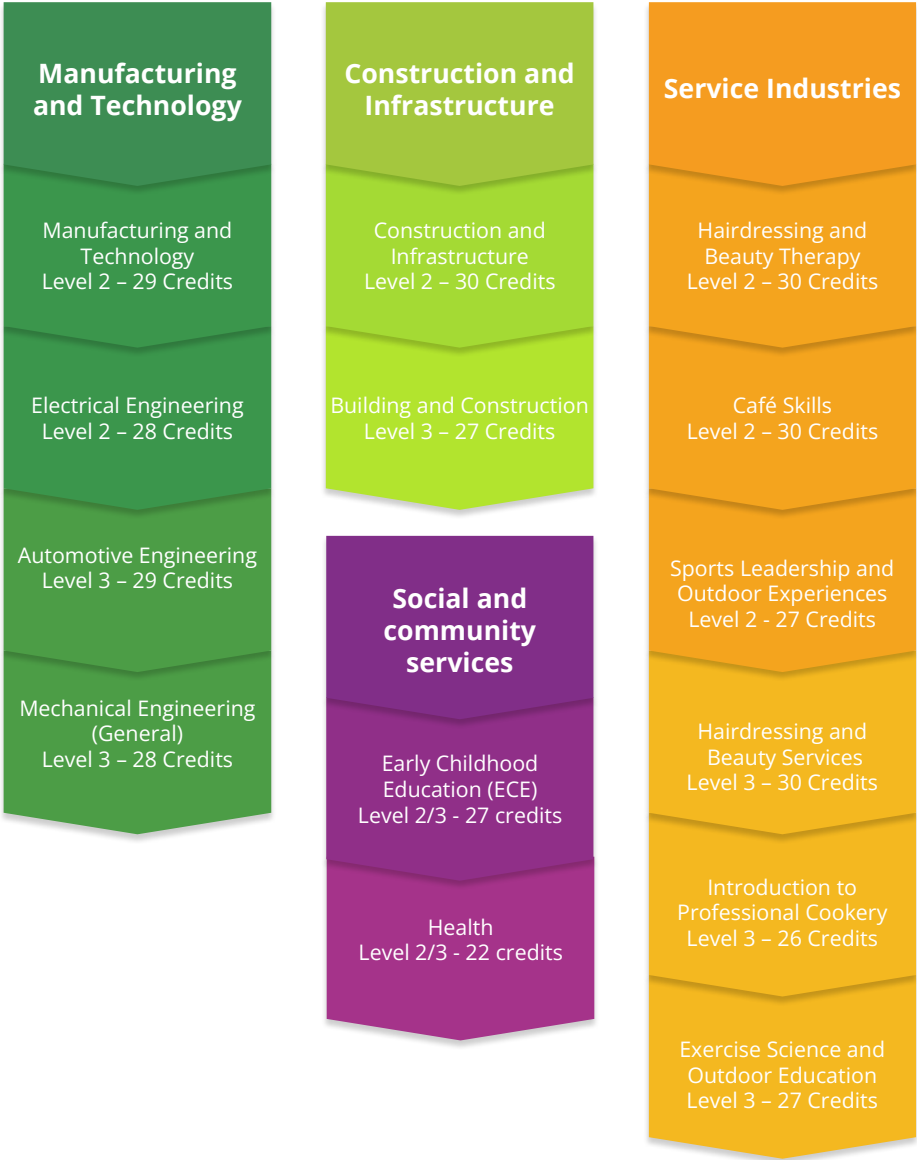 Manufacturing
and Technology
Manufacturing and
Technology
Level 2 – 29 Credits
Electrical Engineering
Level 2 – 28 Credits
Automotive Engineering
Level 3 – 29 Credits
Mechanical Engineering
(General)
Level 3 – 28 Credits
Construction and
Infrastructure
Construction and
Infrastructure
Level 2 – 30 Credits
Building and Construction
Level 3 – 27 Credits
Social and
community
services
Early Childhood
Education (ECE)
Level 2/3 - 27 credits
Health
Level 2/3 - 22 credits
Service Industries
Hairdressing and
Beauty Therapy
Level 2 – 30 Credits
Café Skills
Level 2 – 30 Credits
Sports Leadership and
Outdoor Experiences
Level 2 - 27 Credits
Hairdressing and
Beauty Services
Level 3 – 30 Credits
Introduction to
Professional Cookery
Level 3 – 26 Credits
Exercise Science and
Outdoor Education
Level 3 – 27 Credits